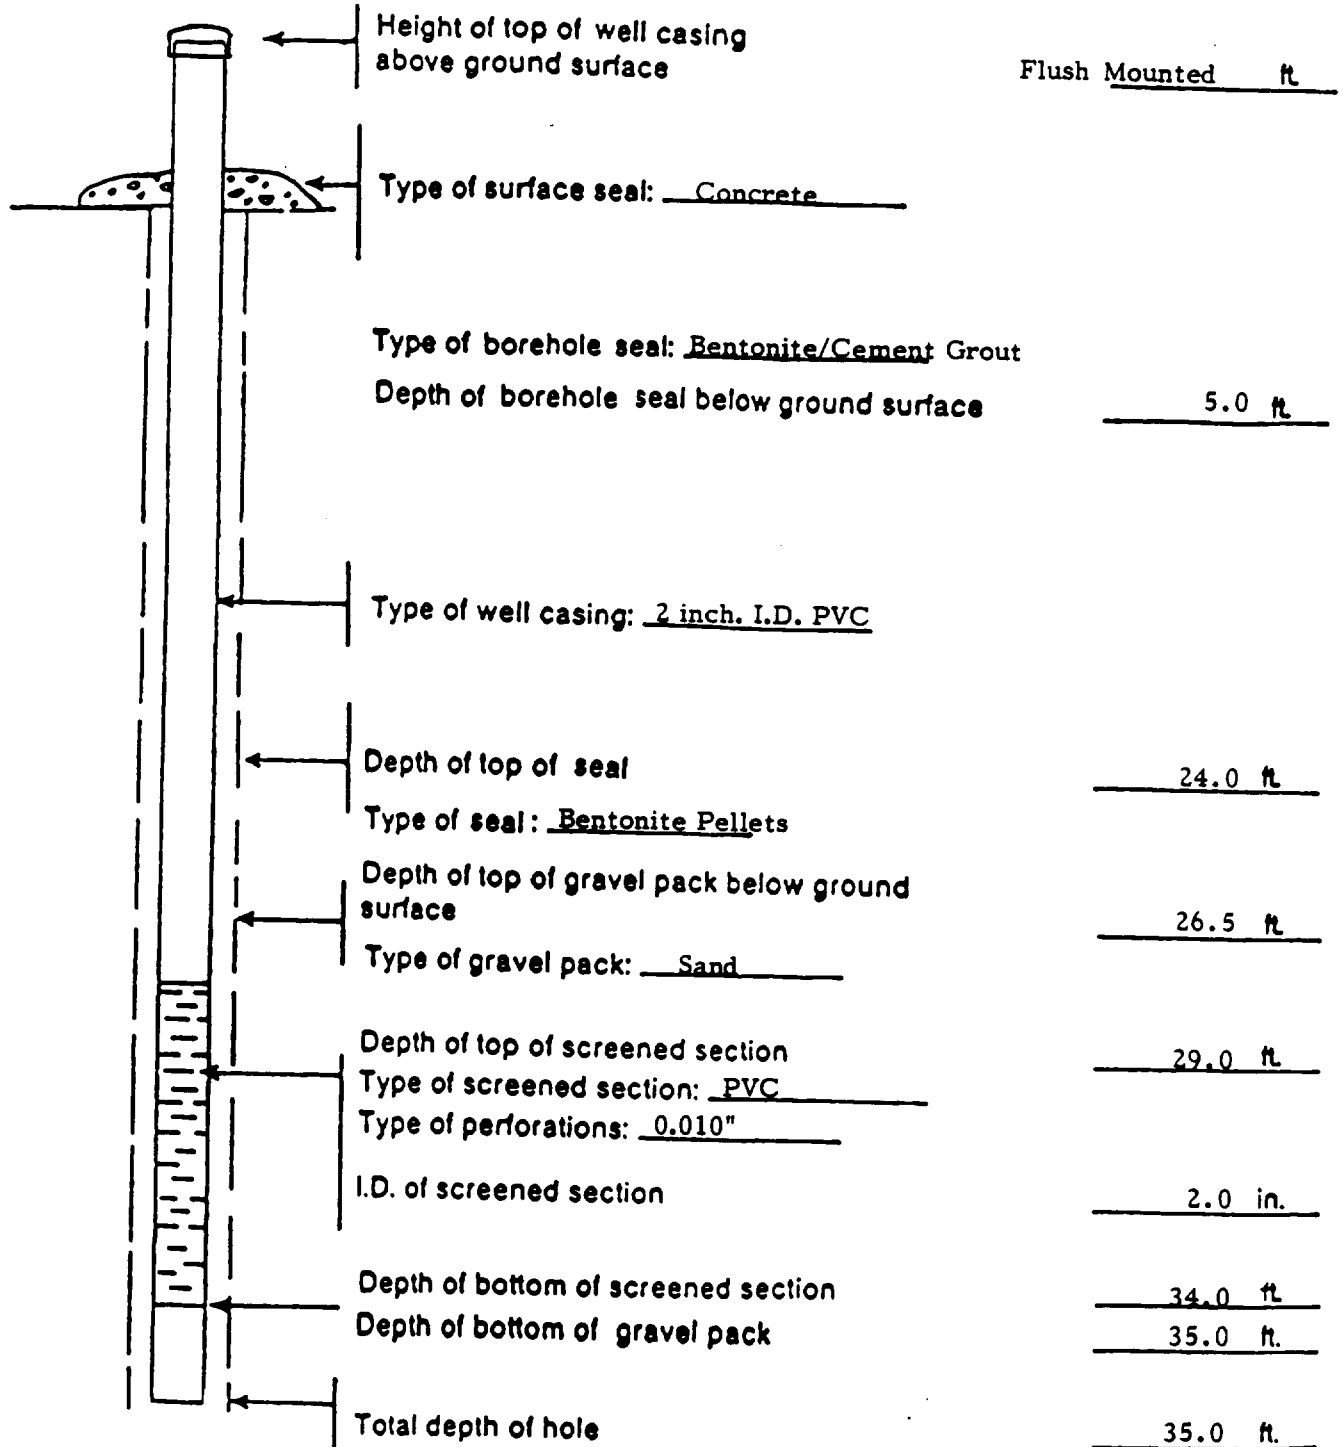 Height of top of well casing
above ground surface Flush Mounted ft
Type of surface seal: Concrete
Type of borehole seal: Bentonite/Cement Grout
Depth of borehole seal below ground surface 5.0 ft
Type of well casing: 2 inch. I.D. PVC
Depth of top of seal 24.0 ft
Type of seal: Bentonite Pellets
Depth of top of gravel pack below ground
surface 26.5 ft
Type of gravel pack: Sand
Depth of top of screened section 29.0 ft
Type of screened section: PVC
Type of perforations: 0.010"
I.D. of screened section 2.0 in.
Depth of bottom of screened section 34.0 ft
Depth of bottom of gravel pack 35.0 ft.
Total depth of hole 35.0 ft.